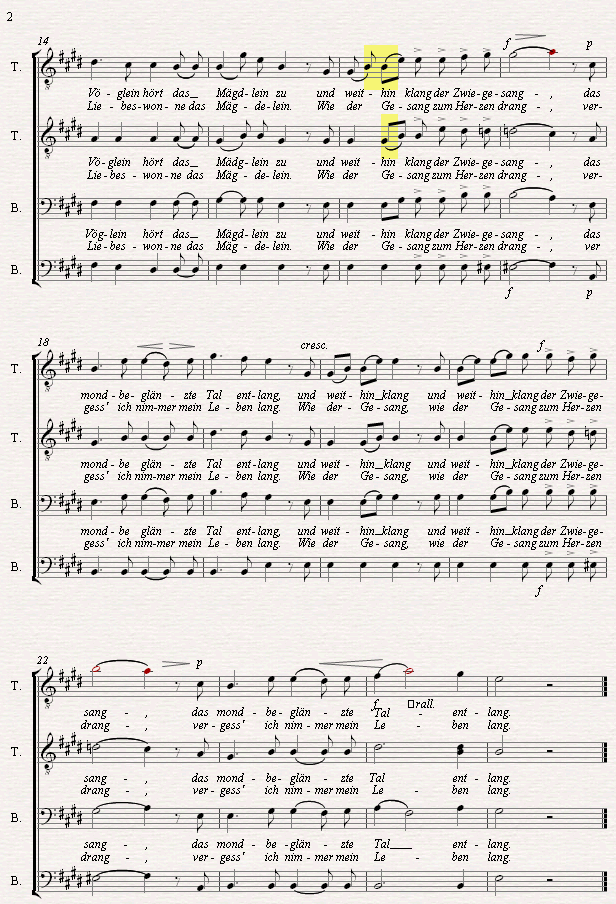 2
14
f p
T. Vö-glein hört das_ Mägd-lein zu und weit-hin klang der Zwie-ge-sang-, das
Lie-bes-won-ne das Mäg-de-lein. Wie der Ge-sang zum Her-zen drang-, ver-
T. Vö-glein hört das_ Mädg-lein zu und weit-hin klang der Zwie-ge-sang-, das
Lie-bes-won-ne das Mäg-de-lein. Wie der Ge-sang zum Her-zen drang-, ver-
B. Vög-lein hört das_ Mägd-lein zu und weit-hin klang der Zwie-ge-sang-, das
Lie-bes-won-ne das Mäg-de-lein. Wie der Ge-sang zum Her-zen drang-, ver
B.
f p
18
cresc. f
T. mond-be-glän-zte Tal ent-lang, und weit-hin_klang und weit-hin_klang der Zwie-ge-
gess' ich nim-mer mein Le-ben lang. Wie der-Ge-sang, wie der Ge-sang zum Her-zen
T. mond-be glän-zte Tal ent-lang, und weit-hin_klang und weit-hin_klang der Zwie-ge-
gess' ich nim-mer mein Le-ben lang. Wie der Ge-sang, wie der Ge-sang zum Her-zen
B. mond-be-glän-zte Tal ent-lang, und weit-hin_klang und weit-hin_klang der Zwie-ge-
gess' ich nim-mer mein Le-ben lang. Wie der Ge-sang, wie der Ge-sang zum Her-zen
B.
f
22
p
T.
f rall.
sang-, das mond-be-glän-zte Tal-ent-lang.
drang-, ver-gess' ich nim-mer mein Le-ben lang.
T. sang-, das mond-be-glän-zte Tal ent-lang.
drang-, ver-gess' ich nim-mer mein Le-ben lang.
B. sang-, das mond-be-glän-zte Tal__ ent-lang.
drang-, ver-gess' ich nim-mer mein Le-ben lang.
B.